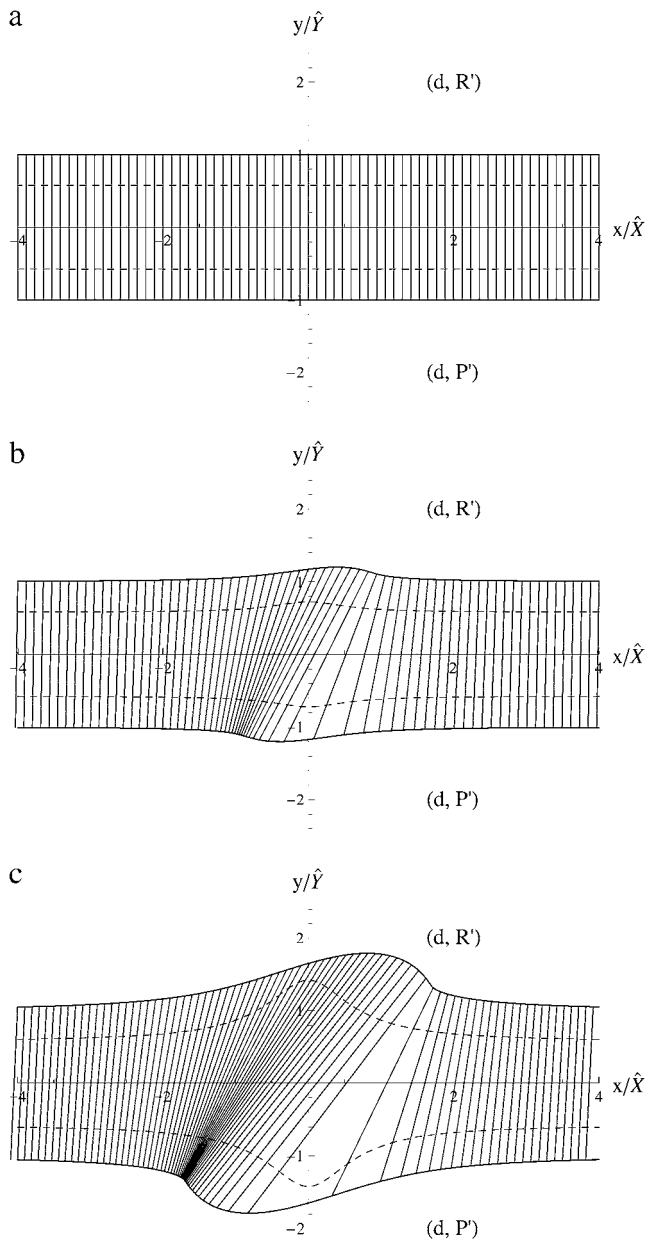 a
y/Ŷ
2
(d, R')
1
-4 -2 2 4 x/X̂
-1
-2 (d, P')
b
y/Ŷ
2 (d, R')
1
-4 -2 2 4 x/X̂
-1
-2 (d, P')
c
y/Ŷ
2 (d, R')
1
-4 -2 2 4 x/X̂
-1
-2 (d, P')